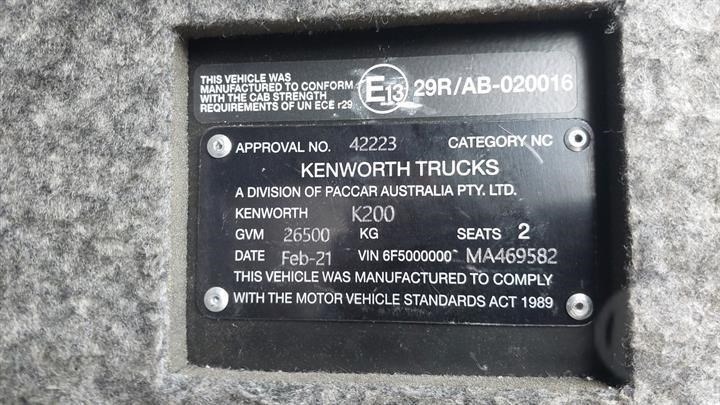 THIS VEHICLE WAS
MANUFACTURED TO CONFORM
WITH THE CAB STRENGTH
REQUIREMENTS OF UN ECE r29
E13 29R/AB-020016
APPROVAL NO. 42223 CATEGORY NC
KENWORTH TRUCKS
A DIVISION OF PACCAR AUSTRALIA PTY. LTD.
KENWORTH K200
GVM 26500 KG SEATS 2
DATE Feb-21 VIN 6F5000000 MA469582
THIS VEHICLE WAS MANUFACTURED TO COMPLY
WITH THE MOTOR VEHICLE STANDARDS ACT 1989